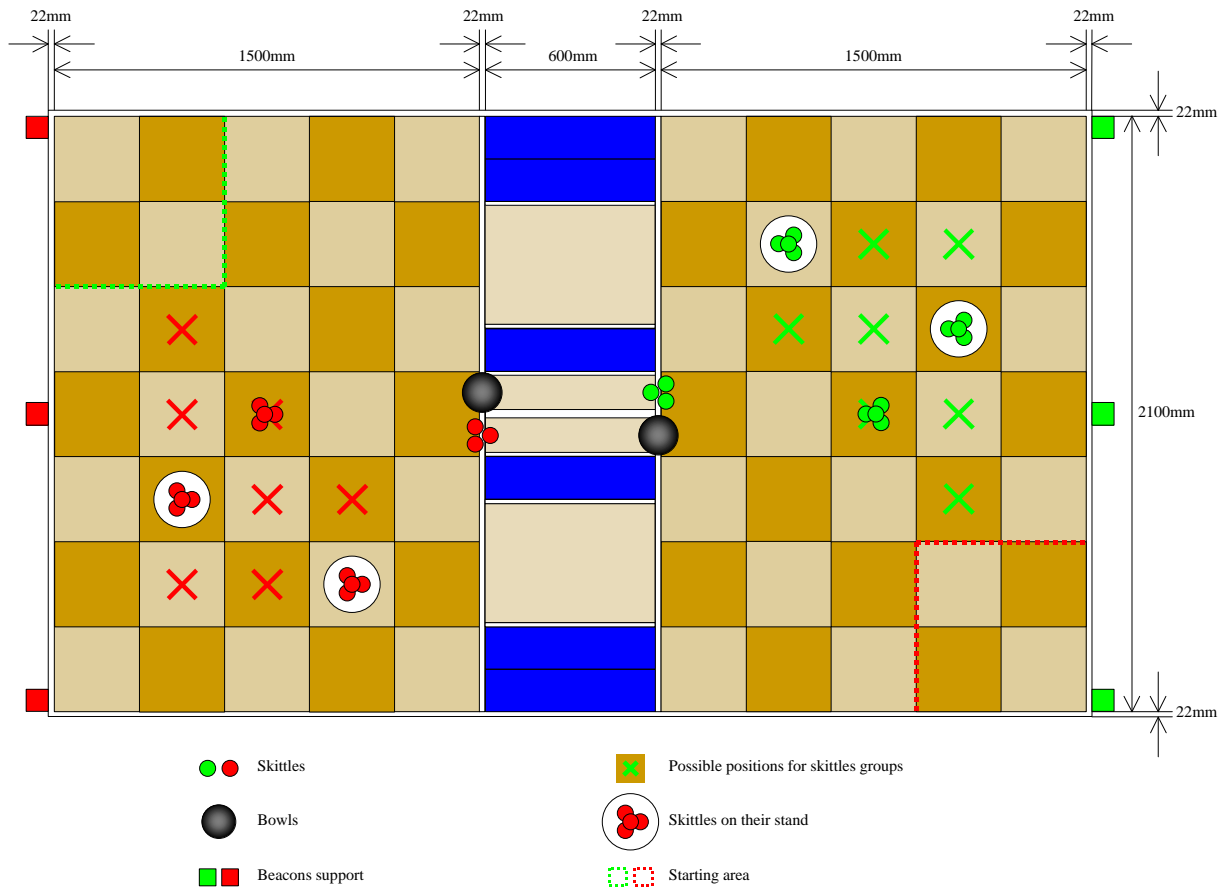 22mm
22mm
22mm
22mm
1500mm
600mm
1500mm
22mm
2100mm
22mm
Skittles
Possible positions for skittles groups
Bowls
Skittles on their stand
Beacons support
Starting area